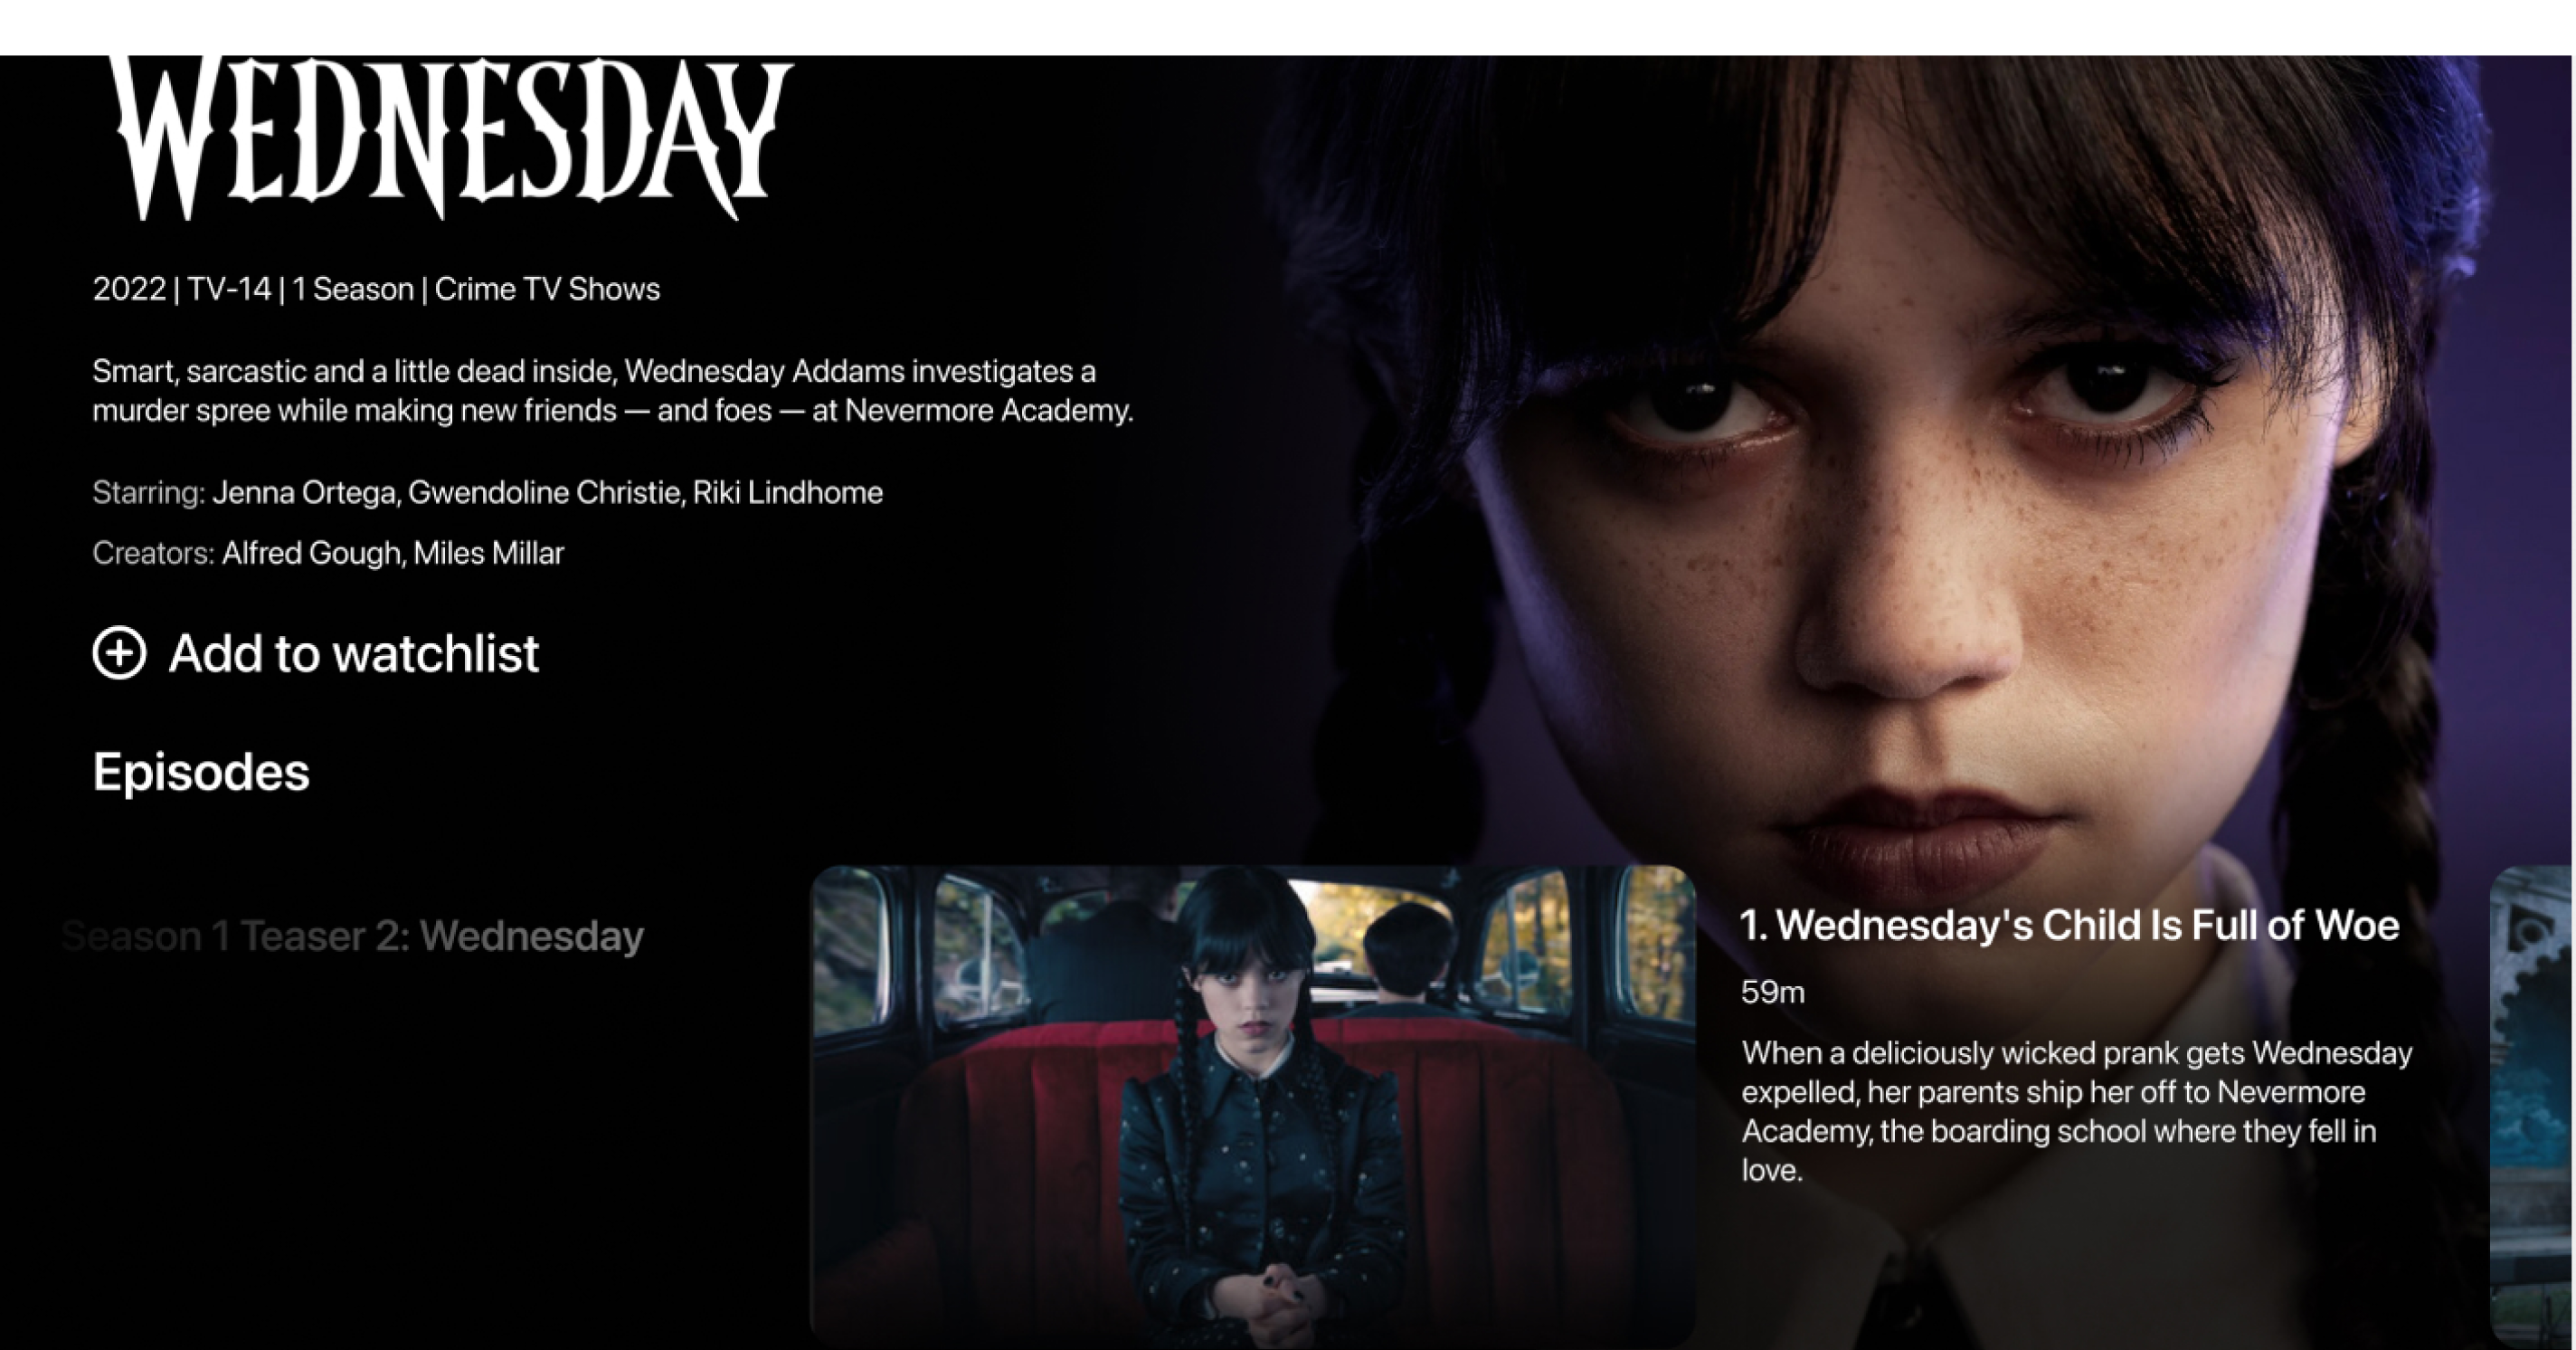 WEDNESDAY
2022 | TV-14 | 1 Season | Crime TV Shows
Smart, sarcastic and a little dead inside, Wednesday Addams investigates a
murder spree while making new friends — and foes — at Nevermore Academy.
Starring: Jenna Ortega, Gwendoline Christie, Riki Lindhome
Creators: Alfred Gough, Miles Millar
Add to watchlist
Episodes
Season 1 Teaser 2: Wednesday
1. Wednesday's Child Is Full of Woe
59m
When a deliciously wicked prank gets Wednesday
expelled, her parents ship her off to Nevermore
Academy, the boarding school where they fell in
love.